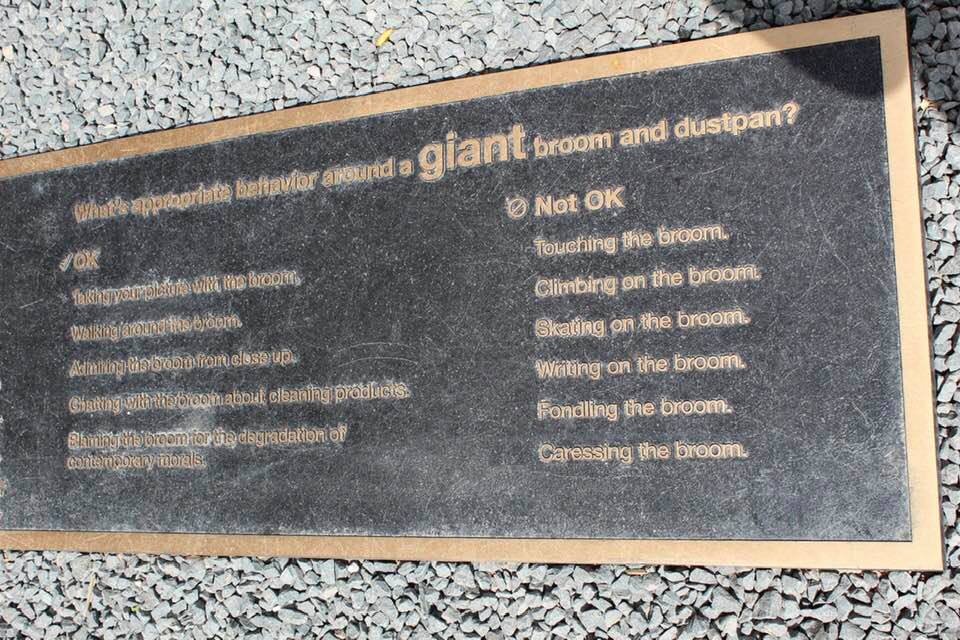 What's appropriate behavior around a giant broom and dustpan?
OK
Taking your picture with the broom.
Walking around the broom.
Admiring the broom from close up.
Chatting with the broom about cleaning products.
Blaming the broom for the degradation of
contemporary morals.
Not OK
Touching the broom.
Climbing on the broom.
Skating on the broom.
Writing on the broom.
Fondling the broom.
Caressing the broom.